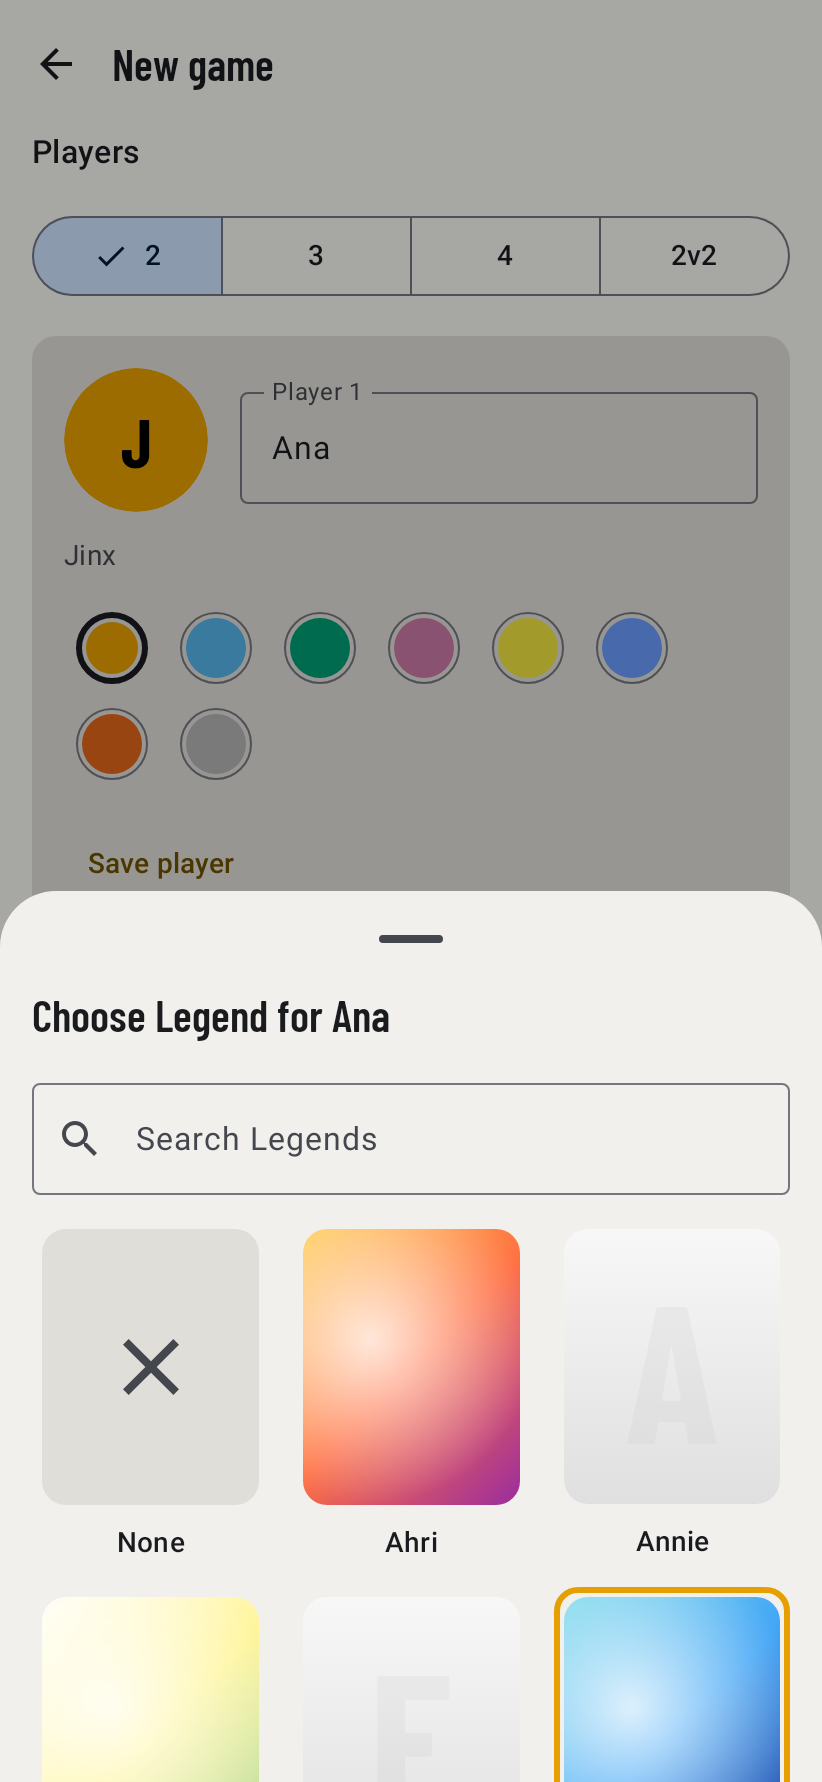 New game
Players
2
3
4
2v2
Player 1
J
Ana
Jinx
Save player
Choose Legend for Ana
Search Legends
A
None
Ahri
Annie
F